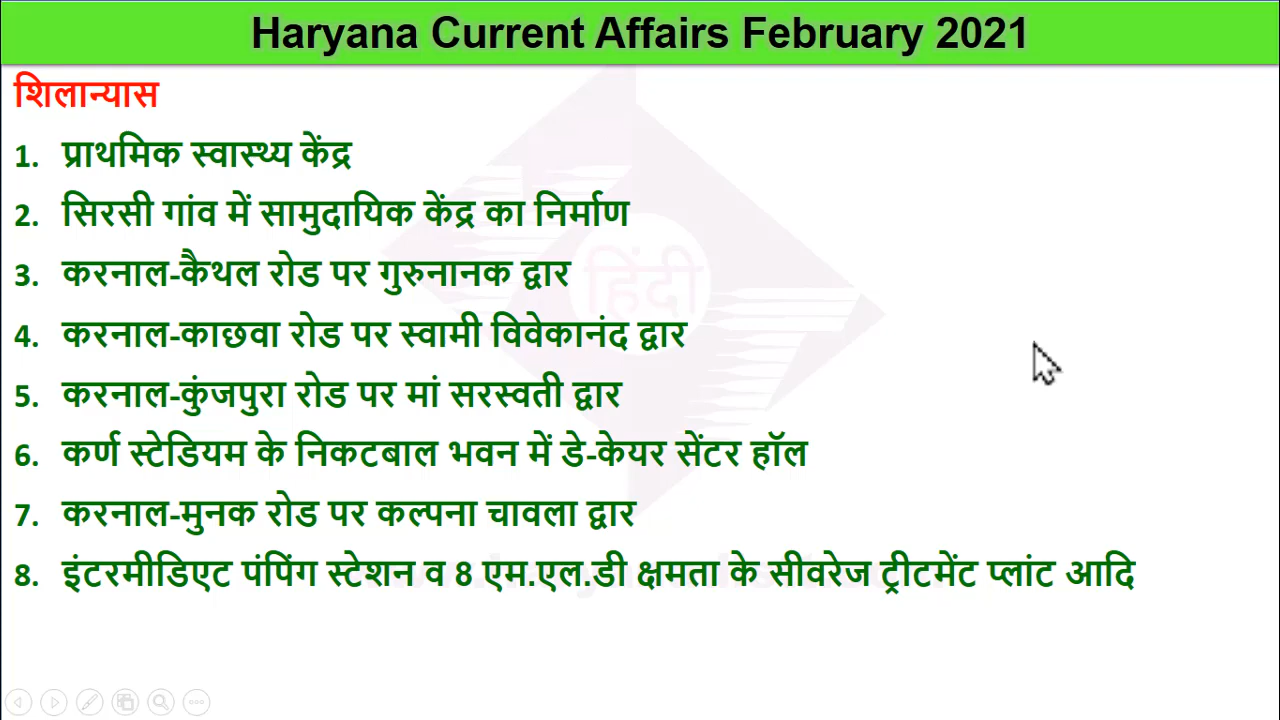 Haryana Current Affairs February 2021
शिलान्यास
1. प्राथमिक स्वास्थ्य केंद्र
2. सिरसी गांव में सामुदायिक केंद्र का निर्माण
3. करनाल-कैथल रोड पर गुरुनानक द्वार
4. करनाल-काछवा रोड पर स्वामी विवेकानंद द्वार
5. करनाल-कुंजपुरा रोड पर मां सरस्वती द्वार
6. कर्ण स्टेडियम के निकटबाल भवन में डे-केयर सेंटर हॉल
7. करनाल-मुनक रोड पर कल्पना चावला द्वार
8. इंटरमीडिएट पंपिंग स्टेशन व 8 एम.एल.डी क्षमता के सीवरेज ट्रीटमेंट प्लांट आदि
हिंदी